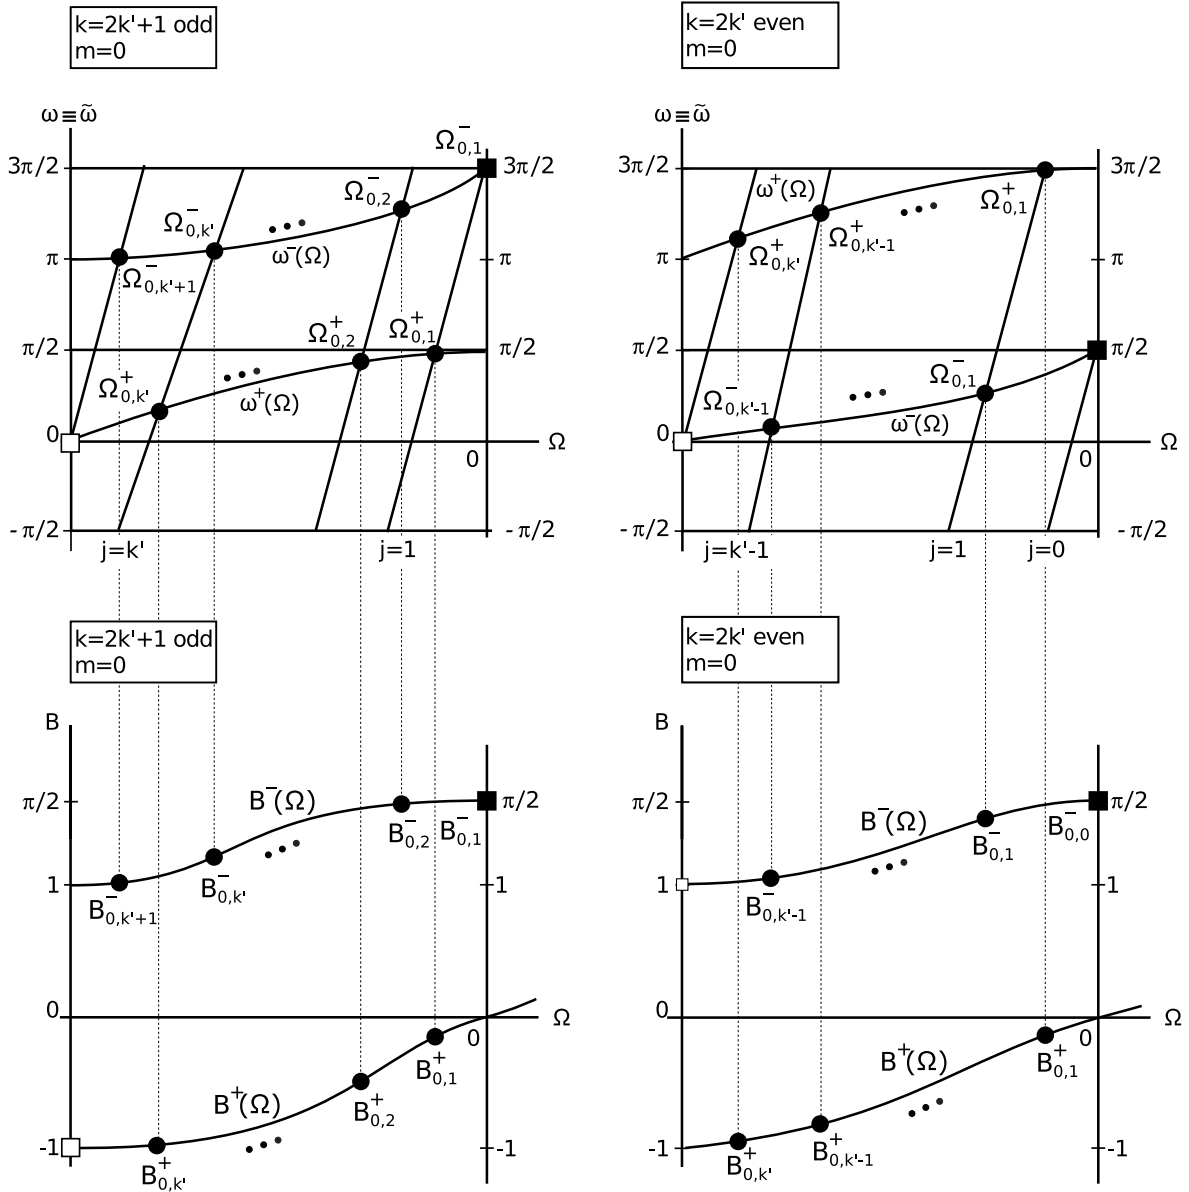 k=2k'+1 odd
m=0
k=2k' even
m=0
ω≡ω̃
3π/2
π
π/2
0
-π/2
Ω⁻0,1
3π/2
Ω⁻0,2
Ω⁻0,k'
ω⁻(Ω)
Ω⁻0,k'+1
π
Ω⁺0,2
Ω⁺0,1
π/2
Ω⁺0,k'
ω⁺(Ω)
Ω
0
-π/2
j=k'
j=1
ω≡ω̃
3π/2
π
π/2
0
-π/2
ω⁺(Ω)
Ω⁺0,1
3π/2
Ω⁺0,k'
Ω⁺0,k'-1
π
π/2
Ω⁻0,k'-1
Ω⁻0,1
ω⁻(Ω)
Ω
0
-π/2
j=k'-1
j=1
j=0
k=2k'+1 odd
m=0
k=2k' even
m=0
B
π/2
1
0
-1
B⁻(Ω)
π/2
B⁻0,2
B⁻0,1
B⁻0,k'
B⁻0,k'+1
1
Ω
0
B⁺0,1
B⁺0,2
B⁺(Ω)
B⁺0,k'
-1
B
π/2
1
0
-1
B⁻(Ω)
π/2
B⁻0,0
B⁻0,1
B⁻0,k'-1
1
Ω
0
B⁺(Ω)
B⁺0,1
B⁺0,k'
B⁺0,k'-1
-1